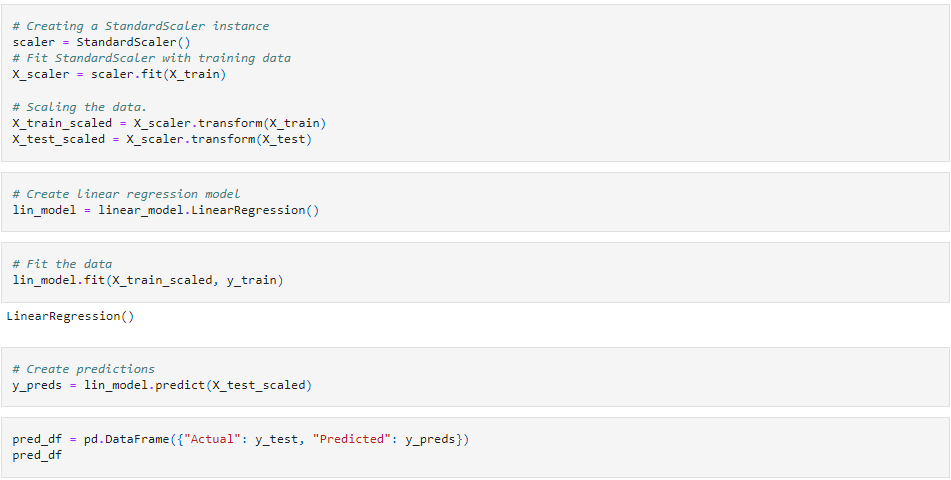 # Creating a StandardScaler instance
scaler = StandardScaler()
# Fit StandardScaler with training data
X_scaler = scaler.fit(X_train)
# Scaling the data.
X_train_scaled = X_scaler.transform(X_train)
X_test_scaled = X_scaler.transform(X_test)
# Create linear regression model
lin_model = linear_model.LinearRegression()
# Fit the data
lin_model.fit(X_train_scaled, y_train)
LinearRegression()
# Create predictions
y_preds = lin_model.predict(X_test_scaled)
pred_df = pd.DataFrame({"Actual": y_test, "Predicted": y_preds})
pred_df